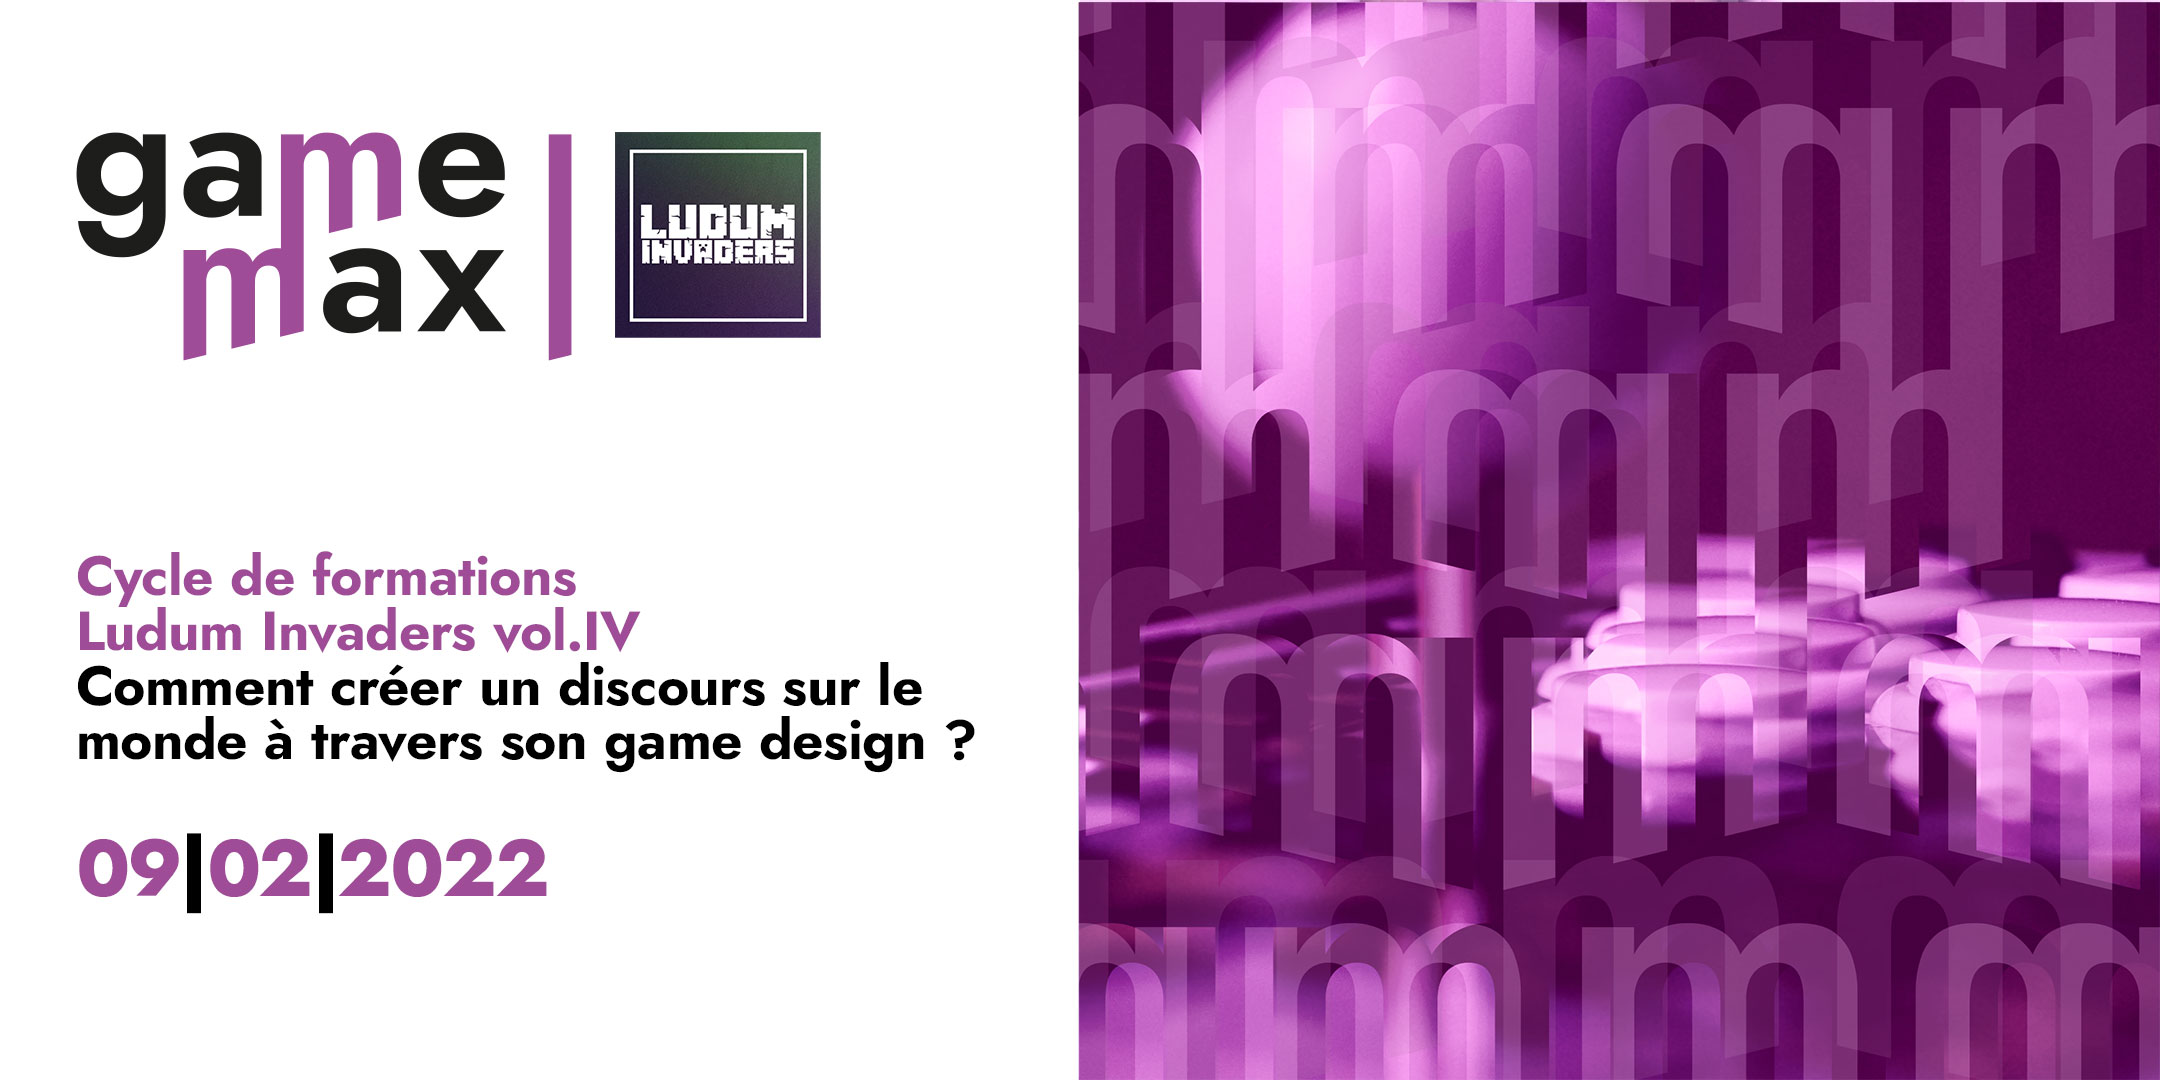 game
max
LUDUM
INVADERS
Cycle de formations
Ludum Invaders vol.IV
Comment créer un discours sur le
monde à travers son game design ?
09|02|2022